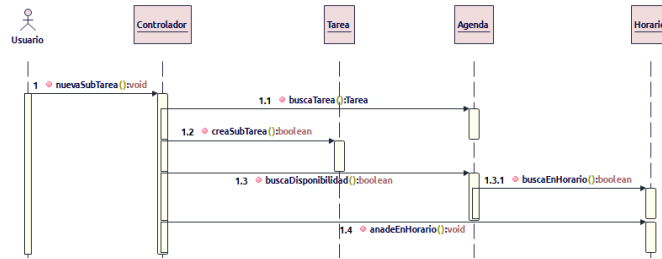 Usuario
Controlador
Tarea
Agenda
Horario
1 nuevaSubTarea():void
1.1 buscaTarea():Tarea
1.2 creaSubTarea():boolean
1.3 buscaDisponibilidad():boolean
1.3.1 buscaEnHorario():boolean
1.4 anadeEnHorario():void